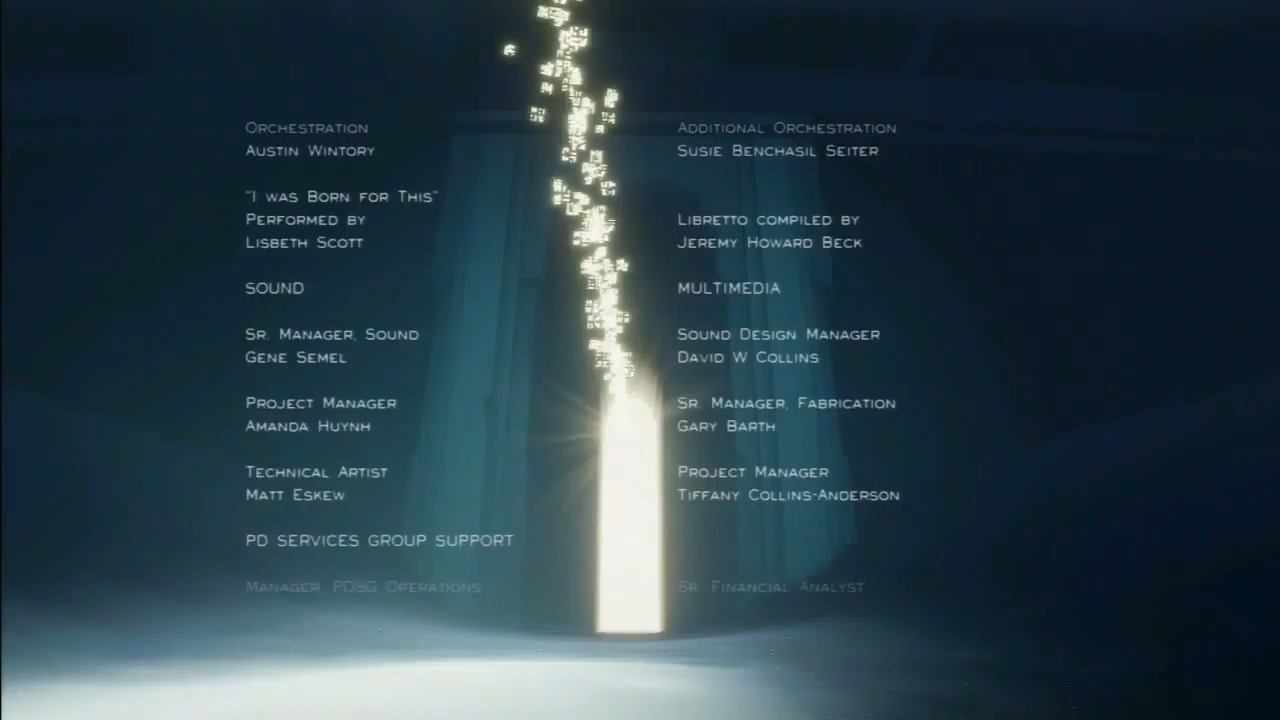 Orchestration
Austin Wintory
"I was Born for This"
Performed by
Lisbeth Scott
SOUND
Sr. Manager, Sound
Gene Semel
Project Manager
Amanda Huynh
Technical Artist
Matt Eskew
PD SERVICES GROUP SUPPORT
Manager, PDSG Operations
Additional Orchestration
Susie Benchasil Seiter
Libretto compiled by
Jeremy Howard Beck
MULTIMEDIA
Sound Design Manager
David W Collins
Sr. Manager, Fabrication
Gary Barth
Project Manager
Tiffany Collins-Anderson
Sr. Financial Analyst